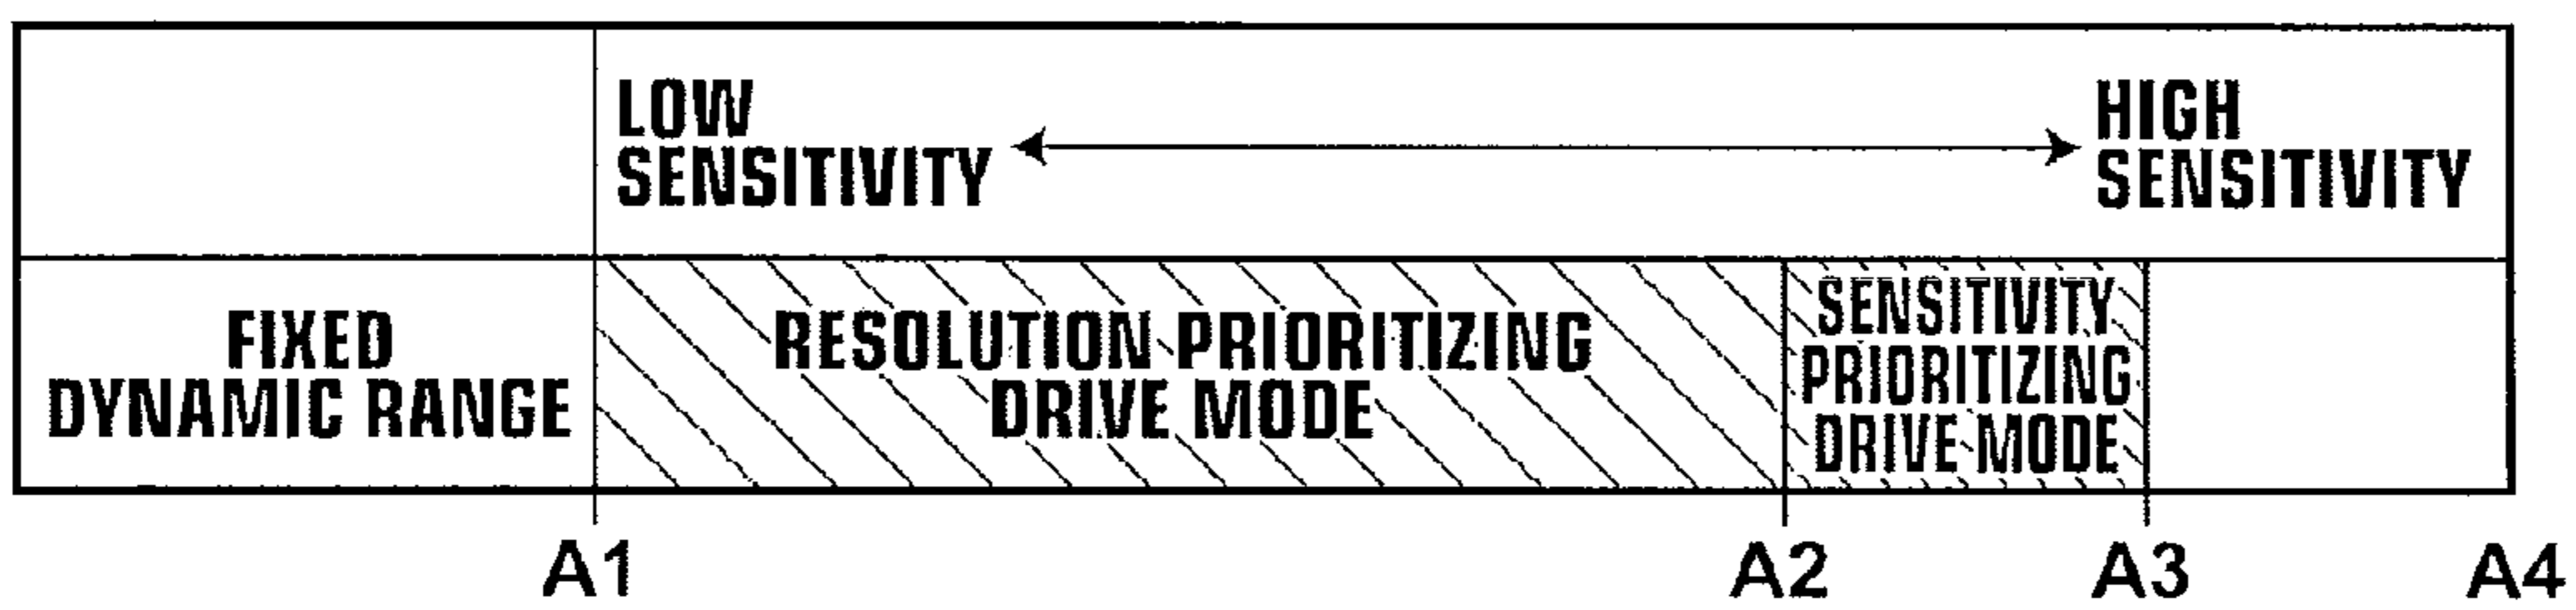 LOW
SENSITIVITY
HIGH
SENSITIVITY
FIXED
DYNAMIC RANGE
RESOLUTION PRIORITIZING
DRIVE MODE
SENSITIVITY
PRIORITIZING
DRIVE MODE
A1
A2
A3
A4